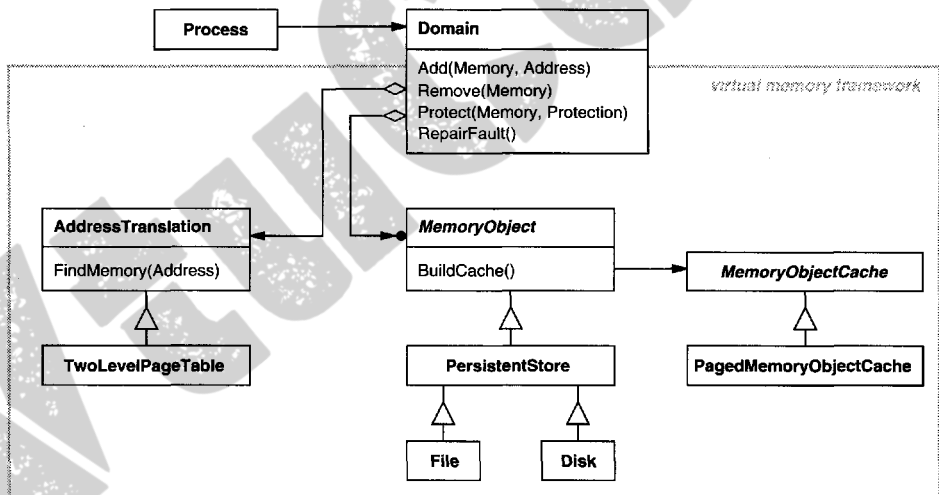 Process
Domain
Add(Memory, Address)
Remove(Memory)
Protect(Memory, Protection)
RepairFault()
virtual memory framework
AddressTranslation
FindMemory(Address)
MemoryObject
BuildCache()
MemoryObjectCache
TwoLevelPageTable
PersistentStore
PagedMemoryObjectCache
File
Disk